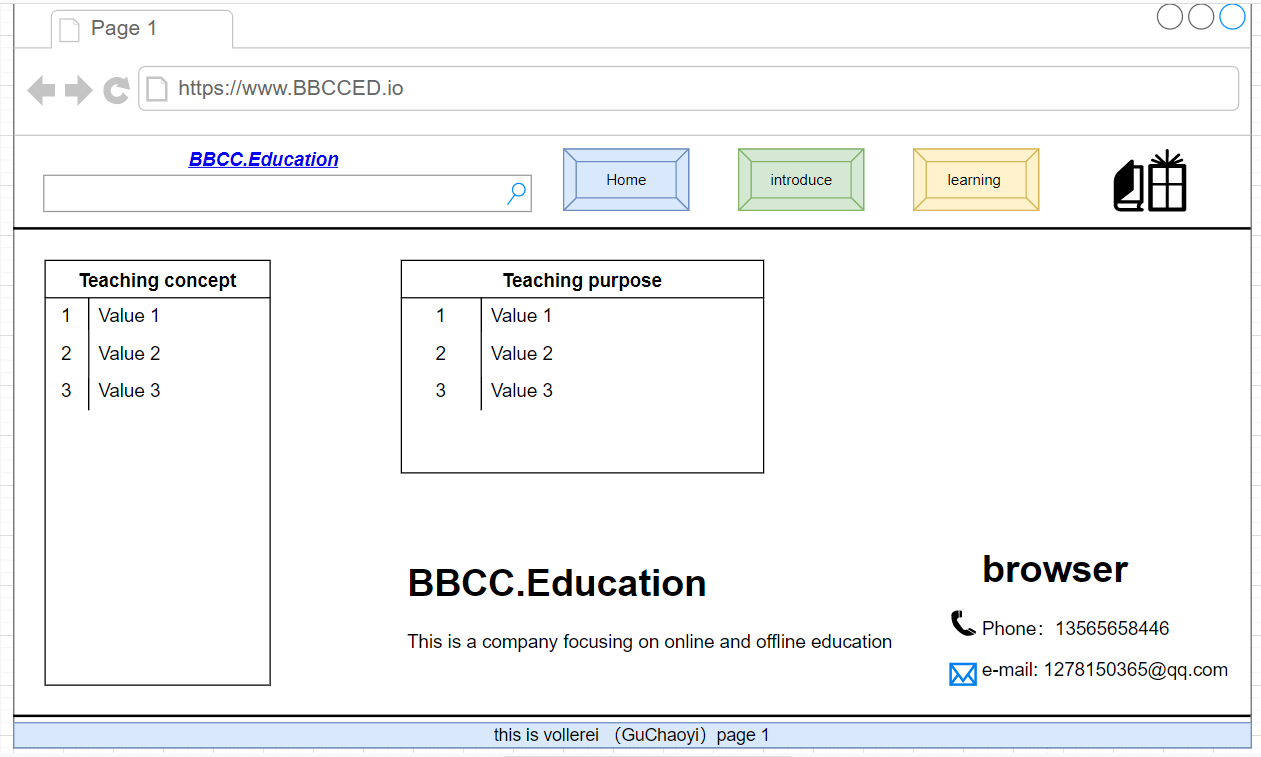 Page 1
https://www.BBCCED.io
BBCC.Education
Home
introduce
learning
Teaching concept
1 Value 1
2 Value 2
3 Value 3
Teaching purpose
1 Value 1
2 Value 2
3 Value 3
BBCC.Education
This is a company focusing on online and offline education
browser
Phone：13565658446
e-mail: 1278150365@qq.com
this is vollerei （GuChaoyi）page 1